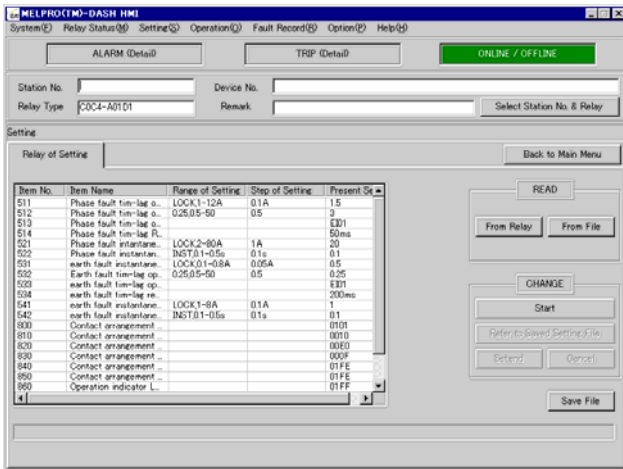 MELPRO(TM)-DASH HMI
System(F) Relay Status(M) Setting(S) Operation(O) Fault Record(R) Option(P) Help(H)
ALARM (Detail) TRIP (Detail) ONLINE / OFFLINE
Station No. Device No.
Relay Type COC4-A01D1 Remark Select Station No. & Relay
Setting
Relay of Setting Back to Main Menu
Item No. Item Name Range of Setting Step of Setting Present Se
511 Phase fault tim-lag o... LOCK,1-12A 0.1A 1.5
512 Phase fault tim-lag o... 0.25,0.5-50 0.5 3
513 Phase fault tim-lag o... EI01
514 Phase fault tim-lag R... 50ms
521 Phase fault intantane... LOCK,2-80A 1A 20
522 Phase fault instantan... INST,0.1-0.5s 0.1s 0.1
531 earth fault instantane... LOCK,0.1-0.8A 0.05A 0.5
532 Earth fault tim-lag op... 0.25,0.5-50 0.5 0.25
533 earth fault tim-lag op... EI01
534 earth fault tim-lag re... 200ms
541 earth fault instantane... LOCK,1-8A 0.1A 1
542 earth fault instantane... INST,0.1-0.5s 0.1s 0.1
800 Contact arrangement ... 0101
810 Contact arrangement ... 0010
820 Contact arrangement ... 00E0
830 Contact arrangement ... 000F
840 Contact arrangement ... 01FE
850 Contact arrangement ... 01FE
860 Operation indicator L... 01FF
READ
From Relay From File
CHANGE
Start
Refer to Saved Setting File
Setend Cancel
Save File